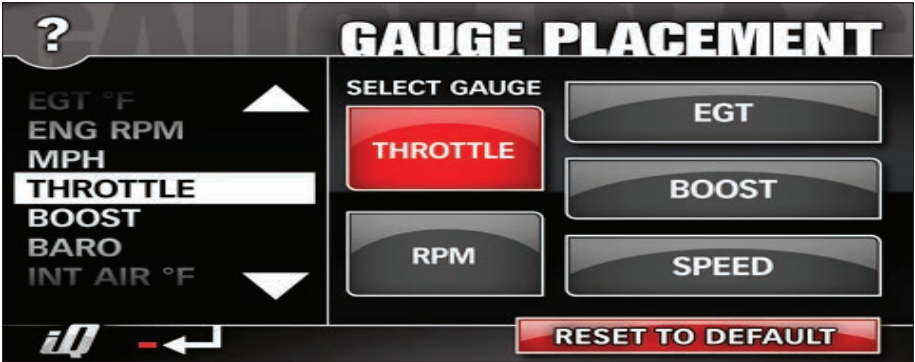 ?
GAUGE PLACEMENT
EGT °F
ENG RPM
MPH
THROTTLE
BOOST
BARO
INT AIR °F
SELECT GAUGE
THROTTLE
EGT
BOOST
RPM
SPEED
iQ
RESET TO DEFAULT